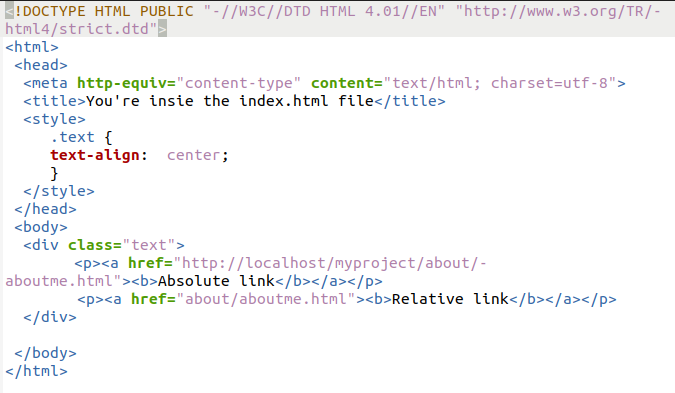 <!DOCTYPE HTML PUBLIC "-//W3C//DTD HTML 4.01//EN" "http://www.w3.org/TR/-
html4/strict.dtd">
<html>
 <head>
  <meta http-equiv="content-type" content="text/html; charset=utf-8">
  <title>You're insie the index.html file</title>
  <style>
     .text {
     text-align:  center;
     }
  </style>
 </head>
 <body>
  <div class="text">
        <p><a href="http://localhost/myproject/about/-
aboutme.html"><b>Absolute link</b></a></p>
        <p><a href="about/aboutme.html"><b>Relative link</b></a></p>
  </div>

 </body>
</html>